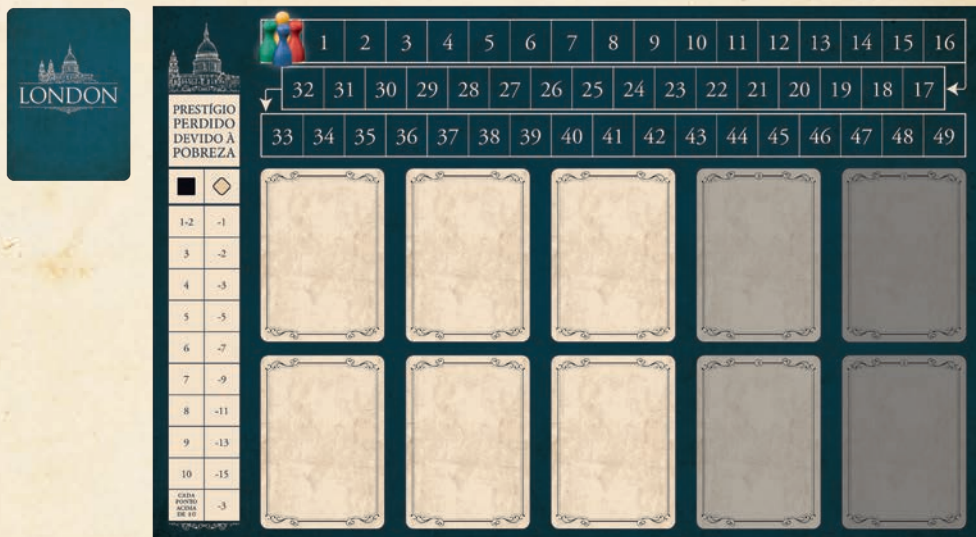 LONDON
PRESTÍGIO
PERDIDO
DEVIDO À
POBREZA
1-2 -1
3 -2
4 -3
5 -5
6 -7
7 -9
8 -11
9 -13
10 -15
CADA
PONTO
ACIMA
DE 10
-3
1 2 3 4 5 6 7 8 9 10 11 12 13 14 15 16
32 31 30 29 28 27 26 25 24 23 22 21 20 19 18 17
33 34 35 36 37 38 39 40 41 42 43 44 45 46 47 48 49